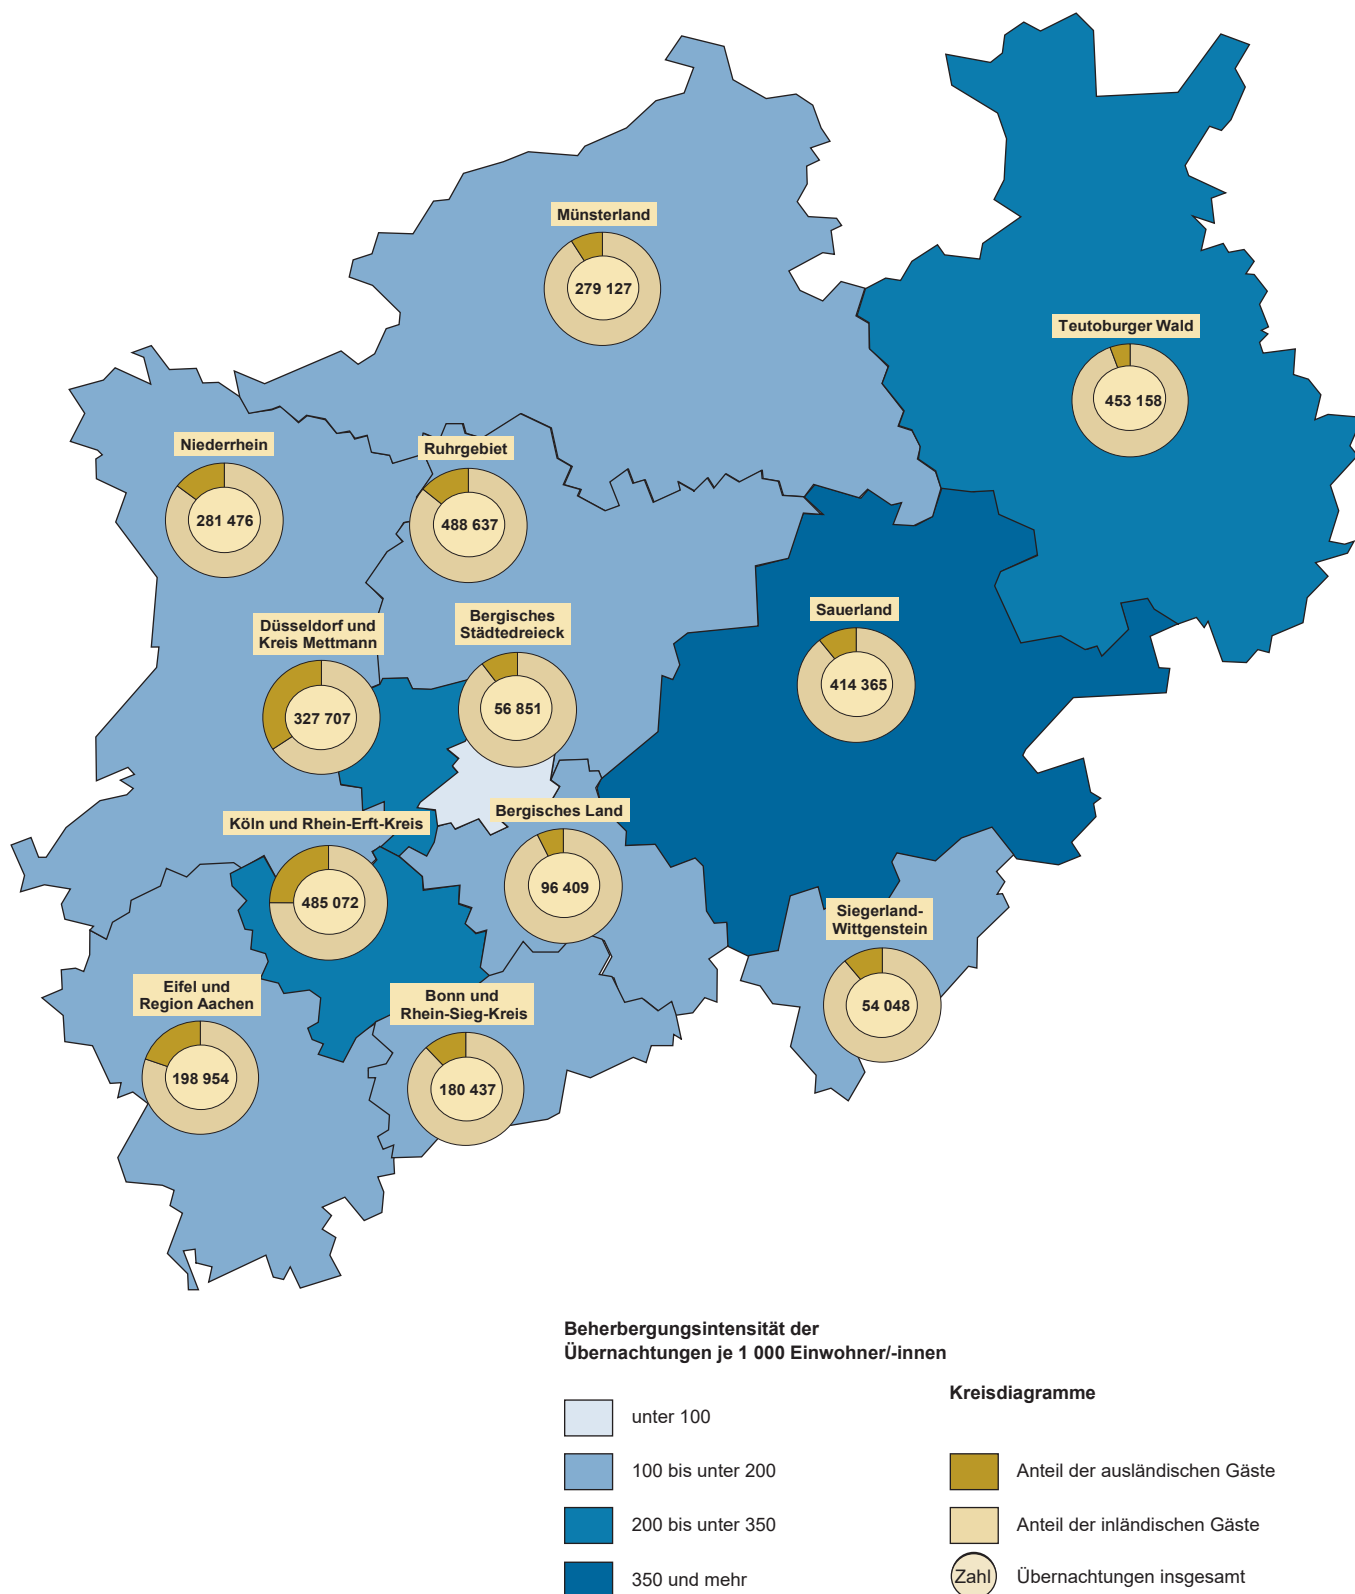 Münsterland
279 127
Teutoburger Wald
453 158
Niederrhein
281 476
Ruhrgebiet
488 637
Düsseldorf und
Kreis Mettmann
327 707
Bergisches
Städtedreieck
56 851
Sauerland
414 365
Köln und Rhein-Erft-Kreis
485 072
Bergisches Land
96 409
Siegerland-
Wittgenstein
54 048
Eifel und
Region Aachen
198 954
Bonn und
Rhein-Sieg-Kreis
180 437
Beherbergungsintensität der
Übernachtungen je 1 000 Einwohner/-innen
unter 100
100 bis unter 200
200 bis unter 350
350 und mehr
Kreisdiagramme
Anteil der ausländischen Gäste
Anteil der inländischen Gäste
Zahl Übernachtungen insgesamt